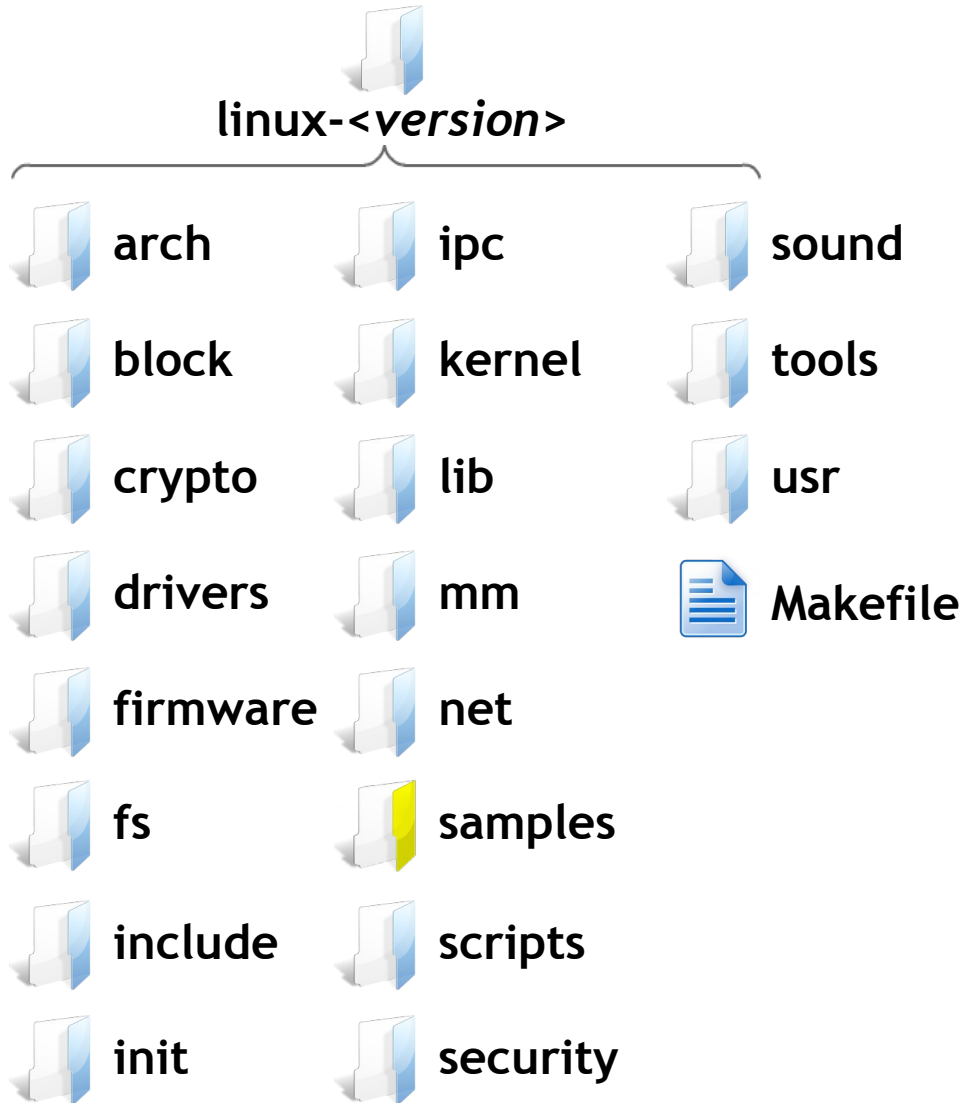 linux-<version>
arch
block
crypto
drivers
firmware
fs
include
init
ipc
kernel
lib
mm
net
samples
scripts
security
sound
tools
usr
Makefile